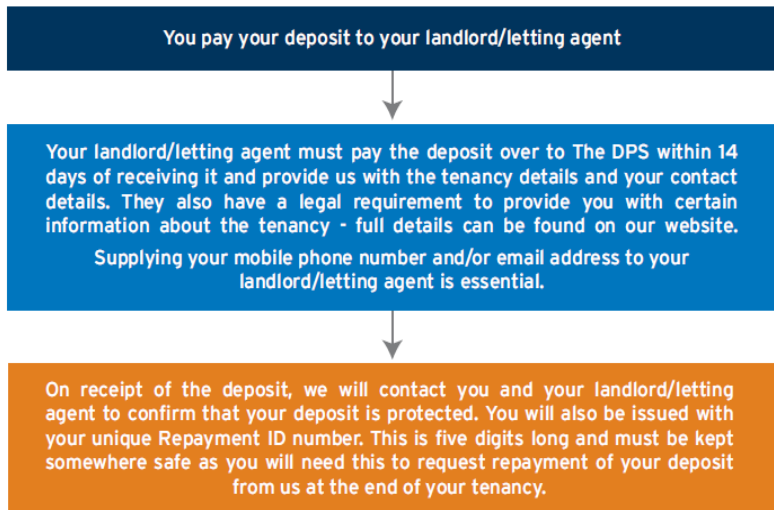 You pay your deposit to your landlord/letting agent
Your landlord/letting agent must pay the deposit over to The DPS within 14
days of receiving it and provide us with the tenancy details and your contact
details. They also have a legal requirement to provide you with certain
information about the tenancy - full details can be found on our website.
Supplying your mobile phone number and/or email address to your
landlord/letting agent is essential.
On receipt of the deposit, we will contact you and your landlord/letting
agent to confirm that your deposit is protected. You will also be issued with
your unique Repayment ID number. This is five digits long and must be kept
somewhere safe as you will need this to request repayment of your deposit
from us at the end of your tenancy.